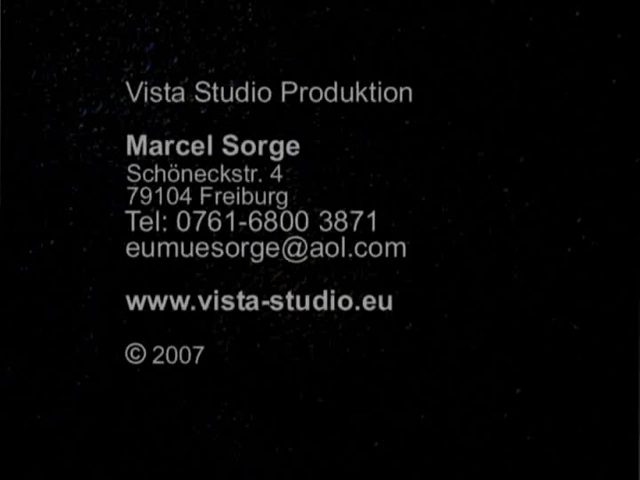 Vista Studio Produktion
Marcel Sorge
Schöneckstr. 4
79104 Freiburg
Tel: 0761-6800 3871
eumuesorge@aol.com
www.vista-studio.eu
© 2007